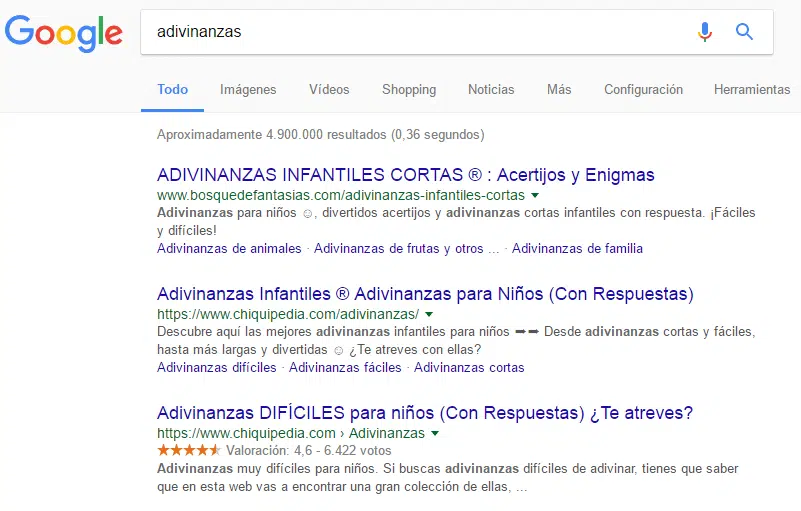 Google
adivinanzas
Todo Imágenes Vídeos Shopping Noticias Más Configuración Herramientas
Aproximadamente 4.900.000 resultados (0,36 segundos)
ADIVINANZAS INFANTILES CORTAS ® : Acertijos y Enigmas
www.bosquedefantasias.com/adivinanzas-infantiles-cortas ▼
Adivinanzas para niños ☺, divertidos acertijos y adivinanzas cortas infantiles con respuesta. ¡Fáciles
y difíciles!
Adivinanzas de animales · Adivinanzas de frutas y otros ... · Adivinanzas de familia
Adivinanzas Infantiles ® Adivinanzas para Niños (Con Respuestas)
https://www.chiquipedia.com/adivinanzas/ ▼
Descubre aquí las mejores adivinanzas infantiles para niños ➡➡ Desde adivinanzas cortas y fáciles,
hasta más largas y divertidas ☺ ¿Te atreves con ellas?
Adivinanzas difíciles · Adivinanzas fáciles · Adivinanzas cortas
Adivinanzas DIFÍCILES para niños (Con Respuestas) ¿Te atreves?
https://www.chiquipedia.com › Adivinanzas ▼
Valoración: 4,6 - 6.422 votos
Adivinanzas muy difíciles para niños. Si buscas adivinanzas difíciles de adivinar, tienes que saber
que en esta web vas a encontrar una gran colección de ellas, ...